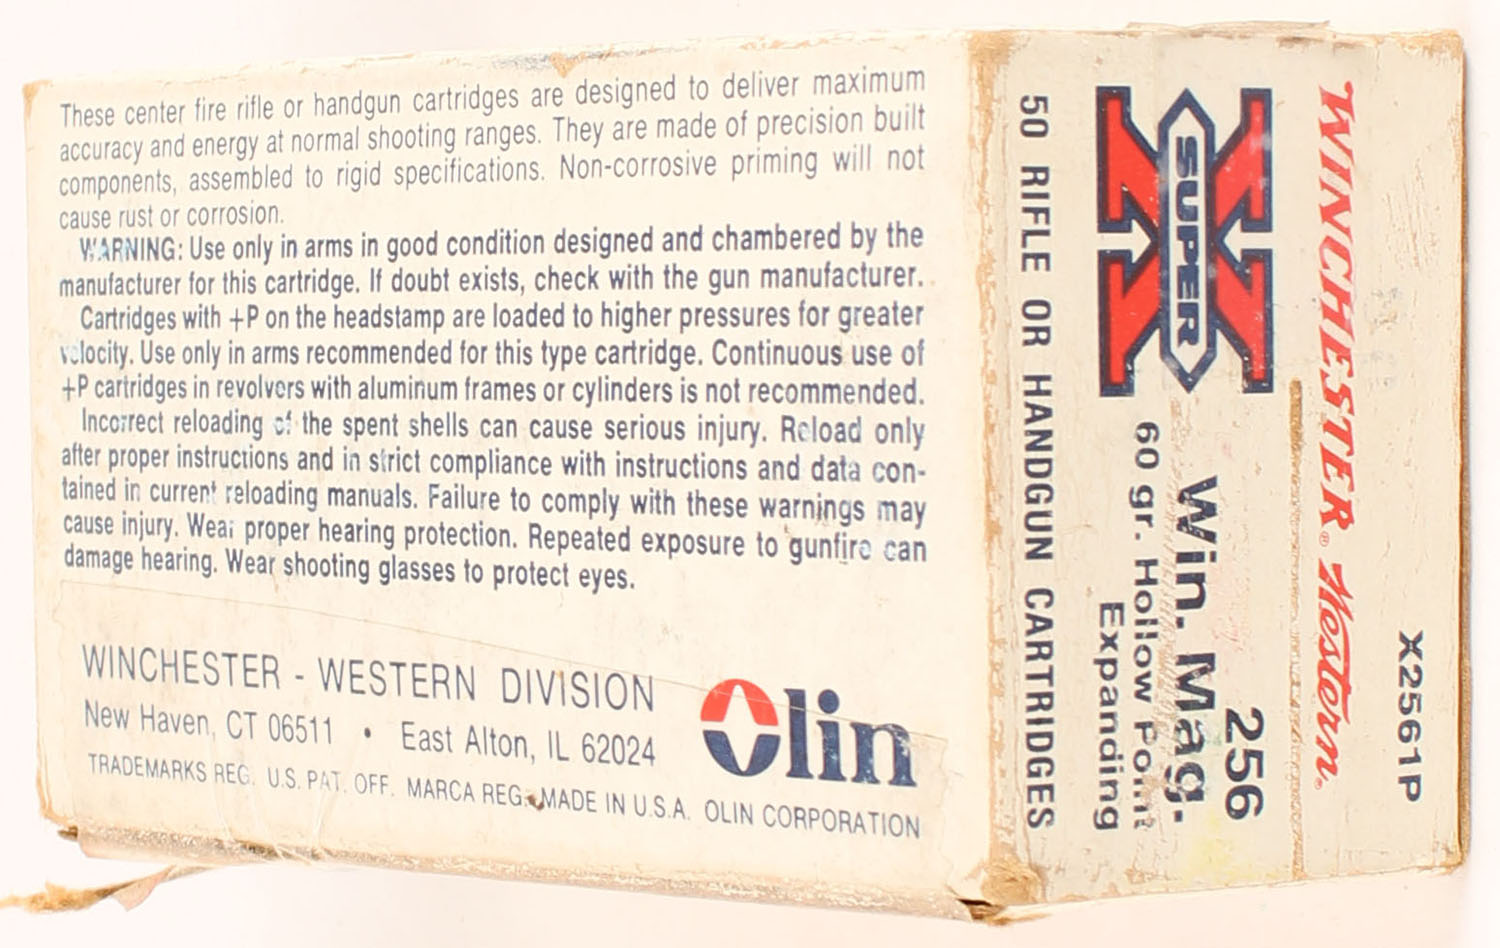 These center fire rifle or handgun cartridges are designed to deliver maximum
accuracy and energy at normal shooting ranges. They are made of precision built
components, assembled to rigid specifications. Non-corrosive priming will not
cause rust or corrosion.
WARNING: Use only in arms in good condition designed and chambered by the
manufacturer for this cartridge. If doubt exists, check with the gun manufacturer.
Cartridges with +P on the headstamp are loaded to higher pressures for greater
velocity. Use only in arms recommended for this type cartridge. Continuous use of
+P cartridges in revolvers with aluminum frames or cylinders is not recommended.
Incorrect reloading of the spent shells can cause serious injury. Reload only
after proper instructions and in strict compliance with instructions and data con-
tained in current reloading manuals. Failure to comply with these warnings may
cause injury. Wear proper hearing protection. Repeated exposure to gunfire can
damage hearing. Wear shooting glasses to protect eyes.
WINCHESTER - WESTERN DIVISION
New Haven, CT 06511 • East Alton, IL 62024
Olin
TRADEMARKS REG. U.S. PAT. OFF. MARCA REG. MADE IN U.S.A. OLIN CORPORATION
X2561P
WINCHESTER® Western.
SUPER X
256
Win. Mag.
60 gr. Hollow Point
Expanding
50 RIFLE OR HANDGUN CARTRIDGES